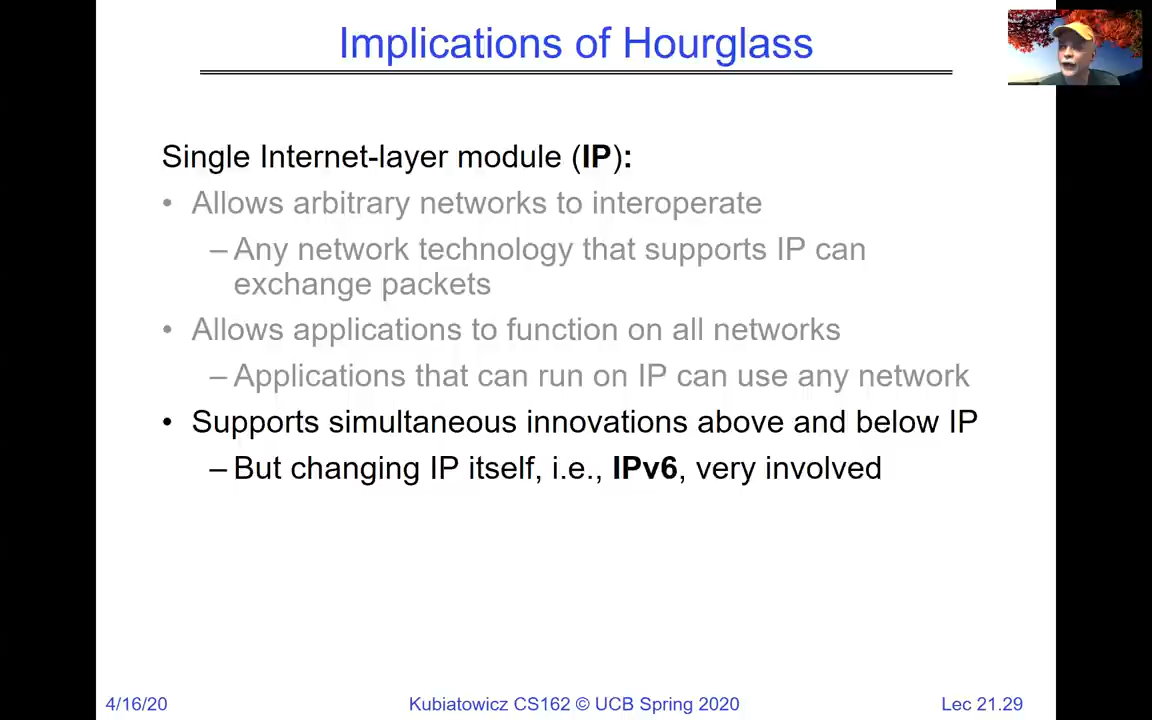 Implications of Hourglass
Single Internet-layer module (IP):
• Allows arbitrary networks to interoperate
– Any network technology that supports IP can
exchange packets
• Allows applications to function on all networks
– Applications that can run on IP can use any network
• Supports simultaneous innovations above and below IP
– But changing IP itself, i.e., IPv6, very involved
4/16/20
Kubiatowicz CS162 © UCB Spring 2020
Lec 21.29